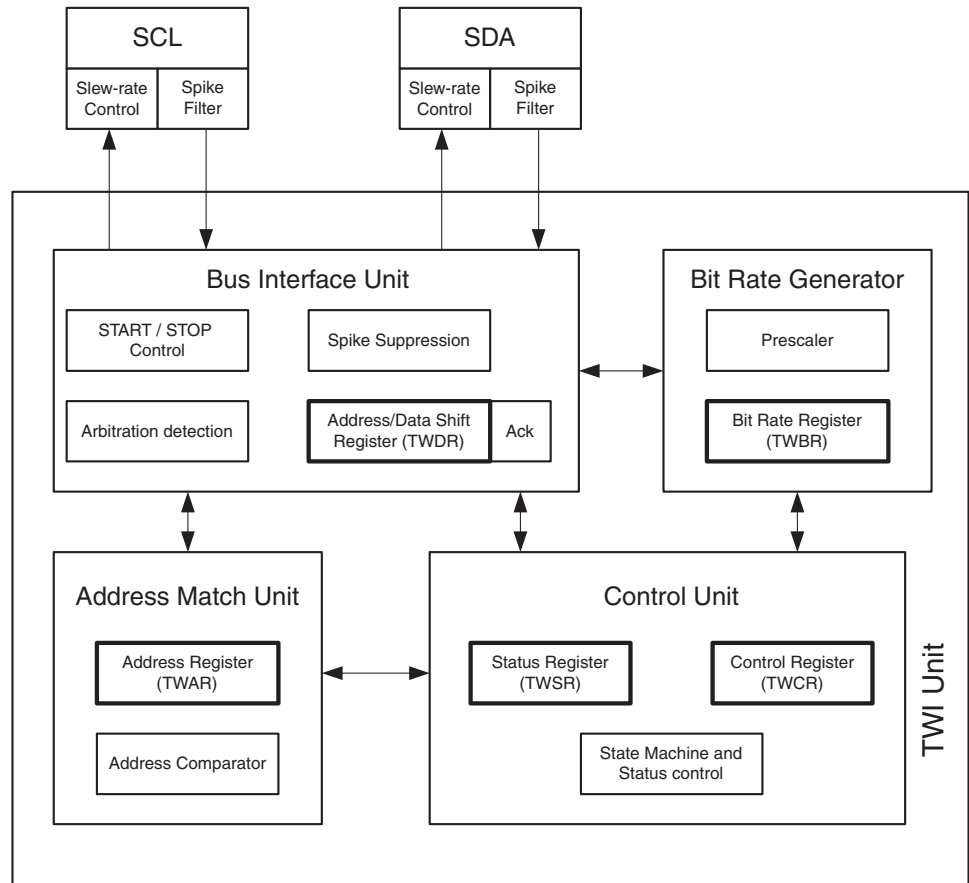 SCL
Slew-rate
Control
Spike
Filter
SDA
Slew-rate
Control
Spike
Filter
Bus Interface Unit
START / STOP
Control
Spike Suppression
Arbitration detection
Address/Data Shift
Register (TWDR)
Ack
Bit Rate Generator
Prescaler
Bit Rate Register
(TWBR)
Address Match Unit
Address Register
(TWAR)
Address Comparator
Control Unit
Status Register
(TWSR)
Control Register
(TWCR)
State Machine and
Status control
TWI Unit